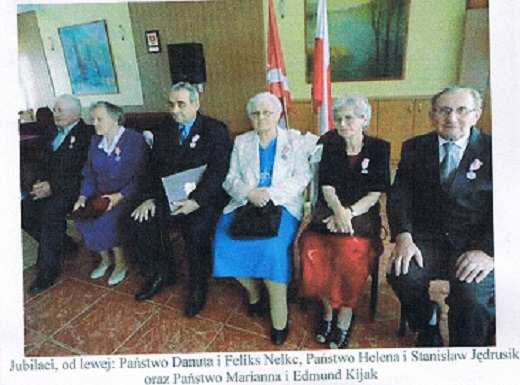 Jubilaci, od lewej: Państwo Danuta i Feliks Nelke, Państwo Helena i Stanisław Jędrusik
oraz Państwo Marianna i Edmund Kijak